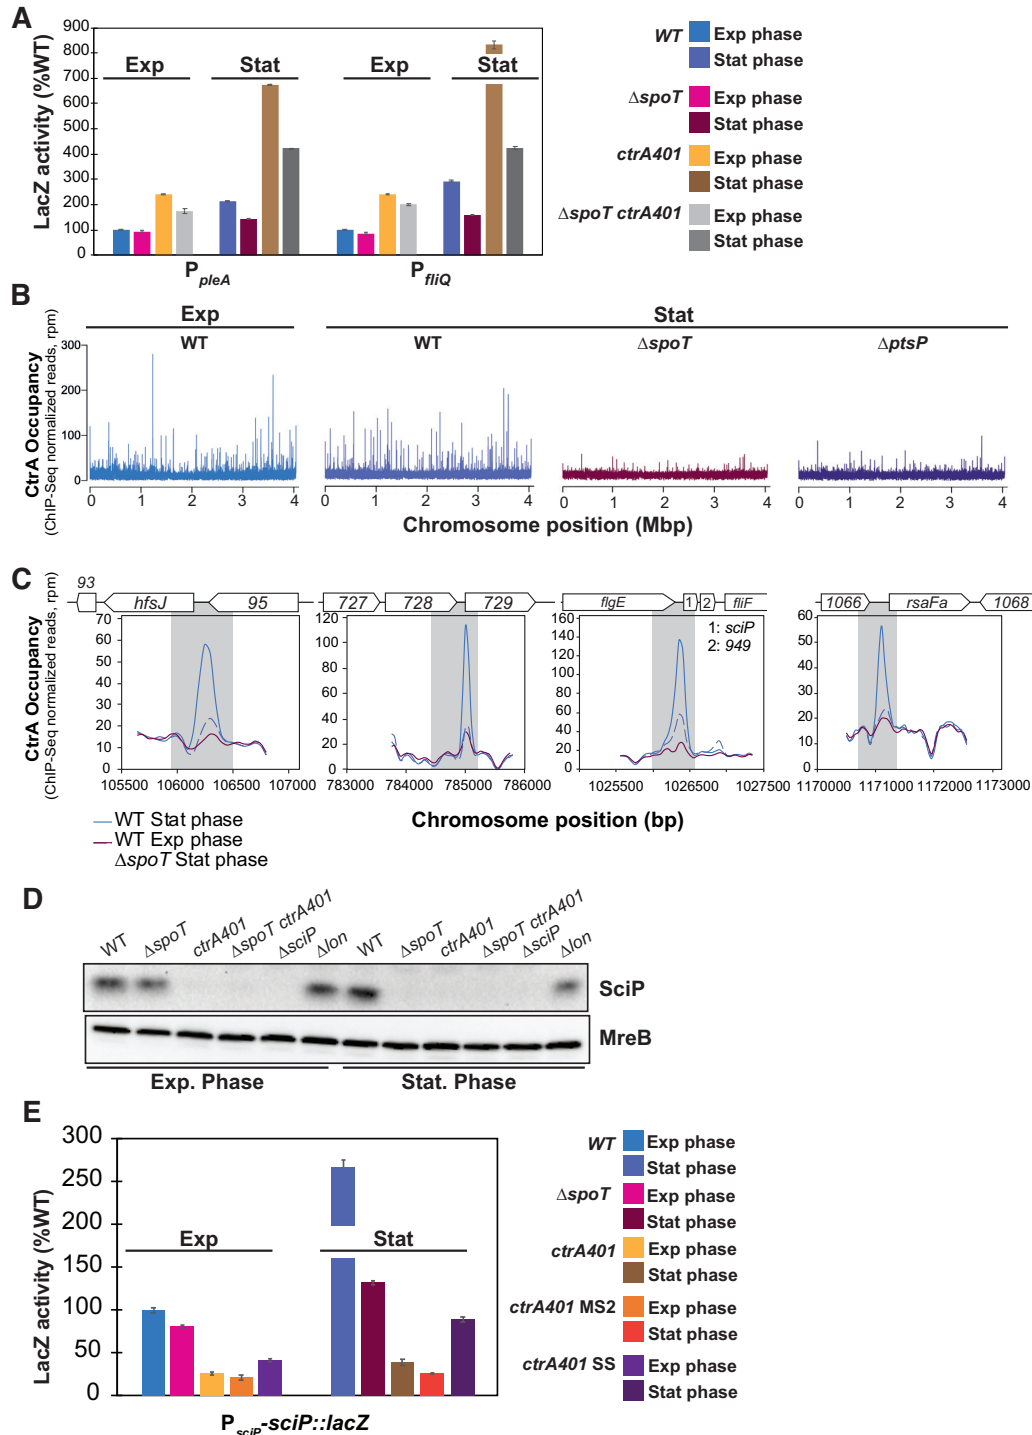 A
LacZ activity (%WT)
900
800
700
600
500
400
300
200
100
0
Exp
Stat
Exp
Stat
PpleA
PfliQ
WT
Exp phase
Stat phase
ΔspoT
Exp phase
Stat phase
ctrA401
Exp phase
Stat phase
ΔspoT ctrA401
Exp phase
Stat phase
B
Exp
Stat
WT
WT
ΔspoT
ΔptsP
CtrA Occupancy
(ChIP-Seq normalized reads, rpm)
300
200
100
0
0 1 2 3 4
0 1 2 3 4
0 1 2 3 4
0 1 2 3 4
Chromosome position (Mbp)
C
93
hfsJ
95
727
728
729
flgE
1
2
fliF
1066
rsaFa
1068
CtrA Occupancy
(ChIP-Seq normalized reads, rpm)
70
60
50
40
30
20
10
0
105500 106000 106500 107000
120
100
80
60
40
20
0
783000 784000 785000 786000
160
140
120
100
80
60
40
20
0
1: sciP
2: 949
1025500 1026500 1027500
60
50
40
30
20
10
0
1170000 1171000 1172000 1173000
WT Stat phase
WT Exp phase
ΔspoT Stat phase
Chromosome position (bp)
D
WT
ΔspoT
ctrA401
ΔspoT ctrA401
ΔsciP
Δlon
WT
ΔspoT
ctrA401
ΔspoT ctrA401
ΔsciP
Δlon
SciP
MreB
Exp. Phase
Stat. Phase
E
LacZ activity (%WT)
300
250
200
150
100
50
0
Exp
Stat
PsciP-sciP::lacZ
WT
Exp phase
Stat phase
ΔspoT
Exp phase
Stat phase
ctrA401
Exp phase
Stat phase
ctrA401 MS2
Exp phase
Stat phase
ctrA401 SS
Exp phase
Stat phase